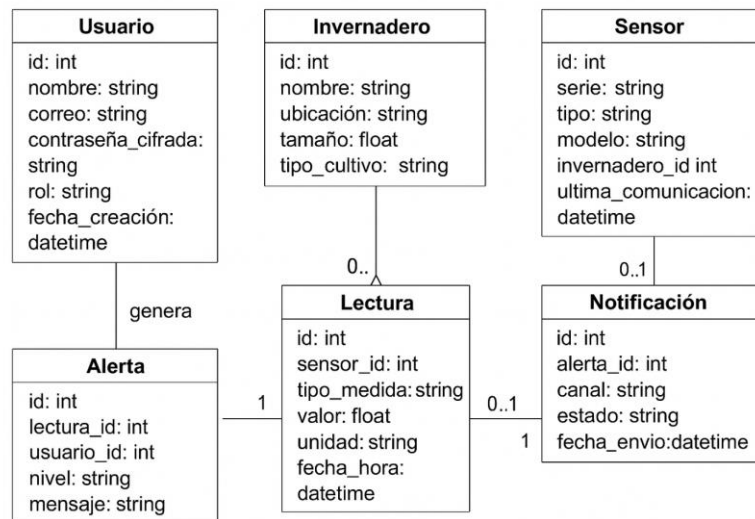 Usuario
id: int
nombre: string
correo: string
contraseña_cifrada:
string
rol: string
fecha_creación:
datetime
Invernadero
id: int
nombre: string
ubicación: string
tamaño: float
tipo_cultivo: string
Sensor
id: int
serie: string
tipo: string
modelo: string
invernadero_id int
ultima_comunicacion:
datetime
genera
0..
0..1
Alerta
id: int
lectura_id: int
usuario_id: int
nivel: string
mensaje: string
1
Lectura
id: int
sensor_id: int
tipo_medida: string
valor: float
unidad: string
fecha_hora:
datetime
0..1
1
Notificación
id: int
alerta_id: int
canal: string
estado: string
fecha_envio:datetime